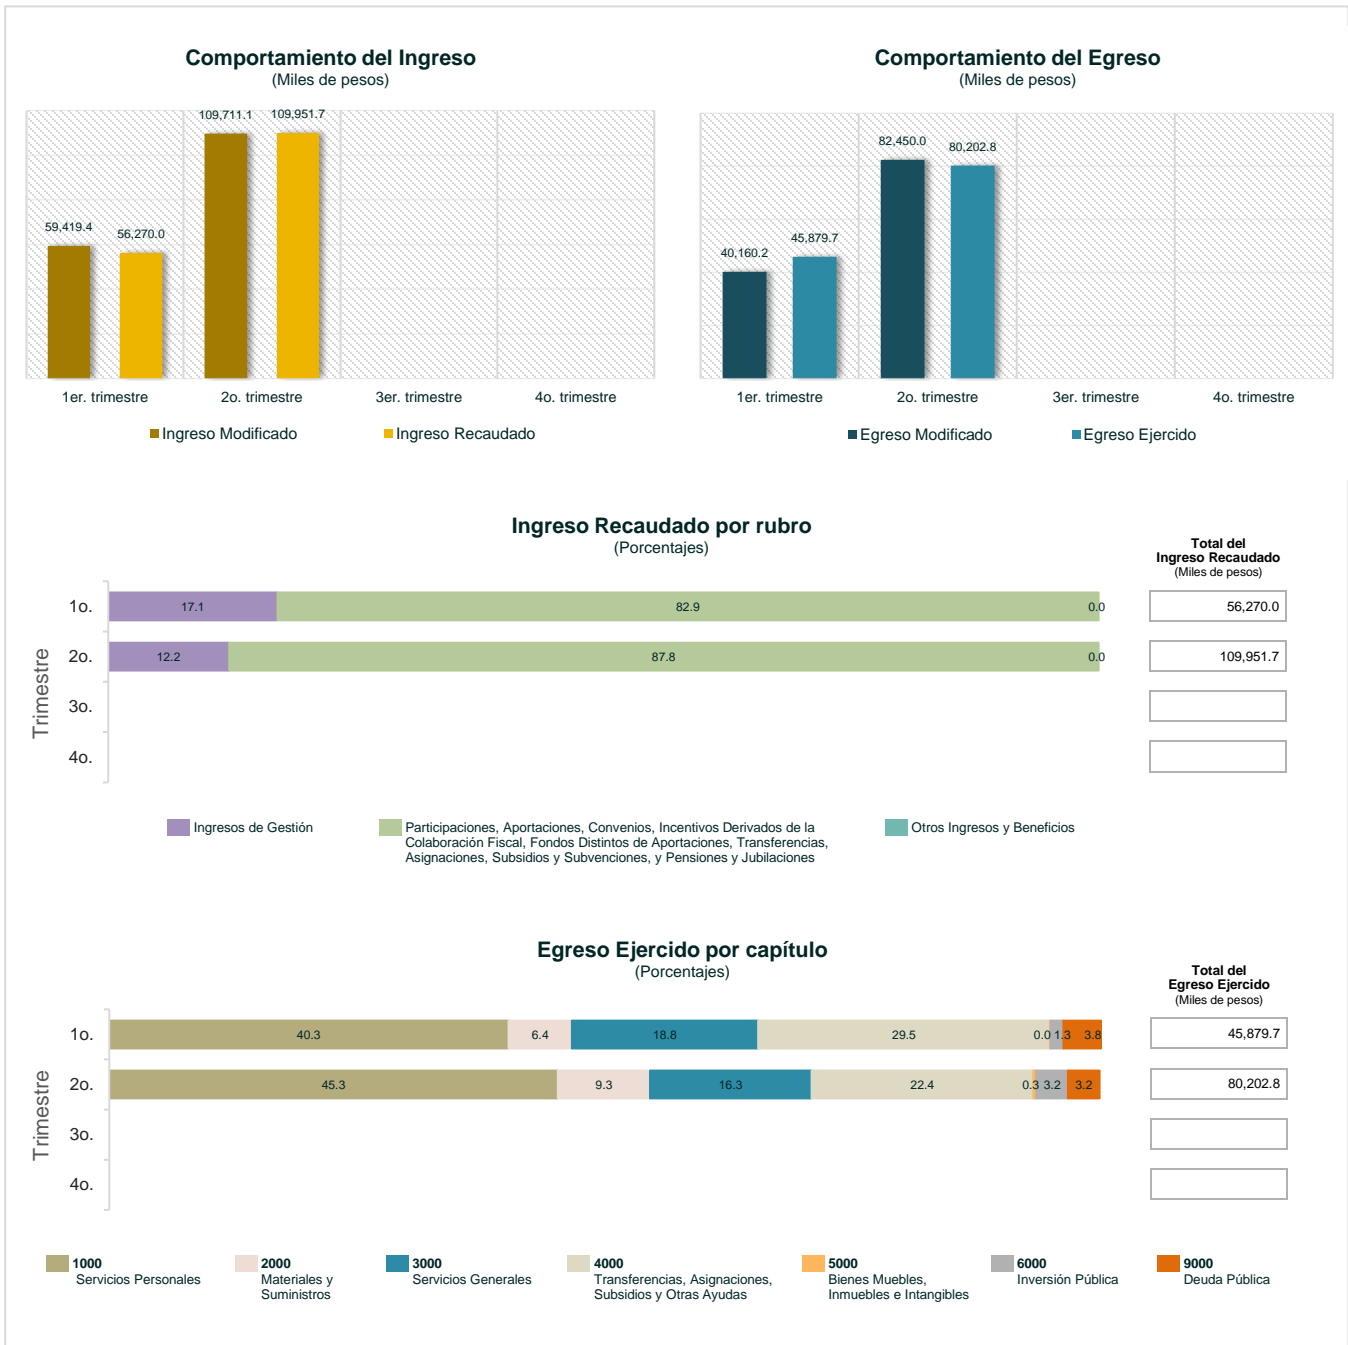 Comportamiento del Ingreso
(Miles de pesos)
109,711.1
109,951.7
59,419.4
56,270.0
1er. trimestre
2o. trimestre
3er. trimestre
4o. trimestre
Ingreso Modificado
Ingreso Recaudado
Comportamiento del Egreso
(Miles de pesos)
82,450.0
80,202.8
40,160.2
45,879.7
1er. trimestre
2o. trimestre
3er. trimestre
4o. trimestre
Egreso Modificado
Egreso Ejercido
Ingreso Recaudado por rubro
(Porcentajes)
Total del
Ingreso Recaudado
(Miles de pesos)
Trimestre
1o.
17.1
82.9
0.0
56,270.0
2o.
12.2
87.8
0.0
109,951.7
3o.
4o.
Ingresos de Gestión
Participaciones, Aportaciones, Convenios, Incentivos Derivados de la
Colaboración Fiscal, Fondos Distintos de Aportaciones, Transferencias,
Asignaciones, Subsidios y Subvenciones, y Pensiones y Jubilaciones
Otros Ingresos y Beneficios
Egreso Ejercido por capítulo
(Porcentajes)
Total del
Egreso Ejercido
(Miles de pesos)
Trimestre
1o.
40.3
6.4
18.8
29.5
0.0
1.3
3.8
45,879.7
2o.
45.3
9.3
16.3
22.4
0.3
3.2
3.2
80,202.8
3o.
4o.
1000
Servicios Personales
2000
Materiales y
Suministros
3000
Servicios Generales
4000
Transferencias, Asignaciones,
Subsidios y Otras Ayudas
5000
Bienes Muebles,
Inmuebles e Intangibles
6000
Inversión Pública
9000
Deuda Pública